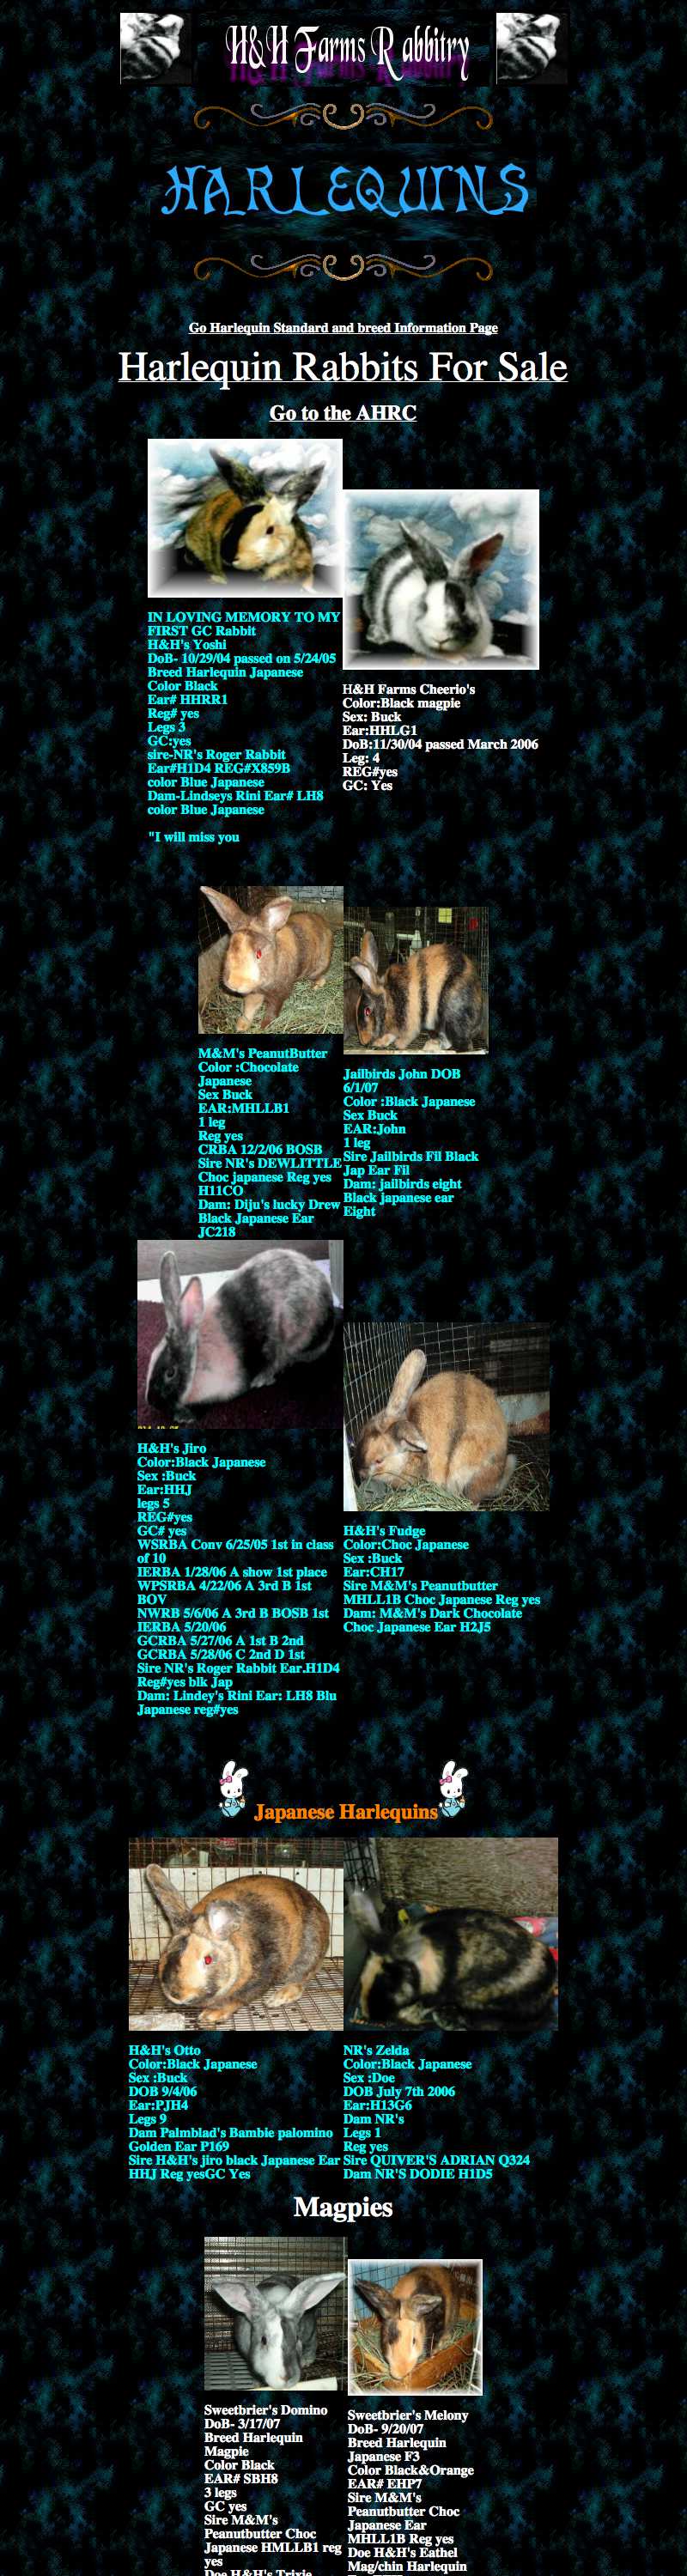 H&H Farms Rabbitry
HARLEQUINS
Go Harlequin Standard and breed Information Page
Harlequin Rabbits For Sale
Go to the AHRC
IN LOVING MEMORY TO MY
FIRST GC Rabbit
H&H's Yoshi
DoB- 10/29/04 passed on 5/24/05
Breed Harlequin Japanese
Color Black
Ear# HHRR1
Reg# yes
Legs 3
GC:yes
sire-NR's Roger Rabbit
Ear#H1D4 REG#X859B
color Blue Japanese
Dam-Lindseys Rini Ear# LH8
color Blue Japanese
"I will miss you
H&H Farms Cheerio's
Color:Black magpie
Sex: Buck
Ear:HHLG1
DoB:11/30/04 passed March 2006
Leg: 4
REG#yes
GC: Yes
M&M's PeanutButter
Color :Chocolate
Japanese
Sex Buck
EAR:MHLLB1
1 leg
Reg yes
CRBA 12/2/06 BOSB
Sire NR's DEWLITTLE
Choc japanese Reg yes
H11CO
Dam: Diju's lucky Drew
Black Japanese Ear
JC218
Jailbirds John DOB
6/1/07
Color :Black Japanese
Sex Buck
EAR:John
1 leg
Sire Jailbirds Fil Black
Jap Ear Fil
Dam: jailbirds eight
Black japanese ear
Eight
H&H's Jiro
Color:Black Japanese
Sex :Buck
Ear:HHJ
legs 5
REG#yes
GC# yes
WSRBA Conv 6/25/05 1st in class
of 10
IERBA 1/28/06 A show 1st place
WPSRBA 4/22/06 A 3rd B 1st
BOV
NWRB 5/6/06 A 3rd B BOSB 1st
IERBA 5/20/06
GCRBA 5/27/06 A 1st B 2nd
GCRBA 5/28/06 C 2nd D 1st
Sire NR's Roger Rabbit Ear.H1D4
Reg#yes blk Jap
Dam: Lindey's Rini Ear: LH8 Blu
Japanese reg#yes
H&H's Fudge
Color:Choc Japanese
Sex :Buck
Ear:CH17
Sire M&M's Peanutbutter
MHLL1B Choc Japanese Reg yes
Dam: M&M's Dark Chocolate
Choc Japanese Ear H2J5
Japanese Harlequins
H&H's Otto
Color:Black Japanese
Sex :Buck
DOB 9/4/06
Ear:PJH4
Legs 9
Dam Palmblad's Bambie palomino
Golden Ear P169
Sire H&H's jiro black Japanese Ear
HHJ Reg yesGC Yes
NR's Zelda
Color:Black Japanese
Sex :Doe
DOB July 7th 2006
Ear:H13G6
Dam NR's
Legs 1
Reg yes
Sire QUIVER'S ADRIAN Q324
Dam NR'S DODIE H1D5
Magpies
Sweetbrier's Domino
DoB- 3/17/07
Breed Harlequin
Magpie
Color Black
EAR# SBH8
3 legs
GC yes
Sire M&M's
Peanutbutter Choc
Japanese HMLLB1 reg
yes
Doe H&H's Trixie
Sweetbrier's Melony
DoB- 9/20/07
Breed Harlequin
Japanese F3
Color Black&Orange
EAR# EHP7
Sire M&M's
Peanutbutter Choc
Japanese Ear
MHLL1B Reg yes
Doe H&H's Eathel
Mag/chin Harlequin